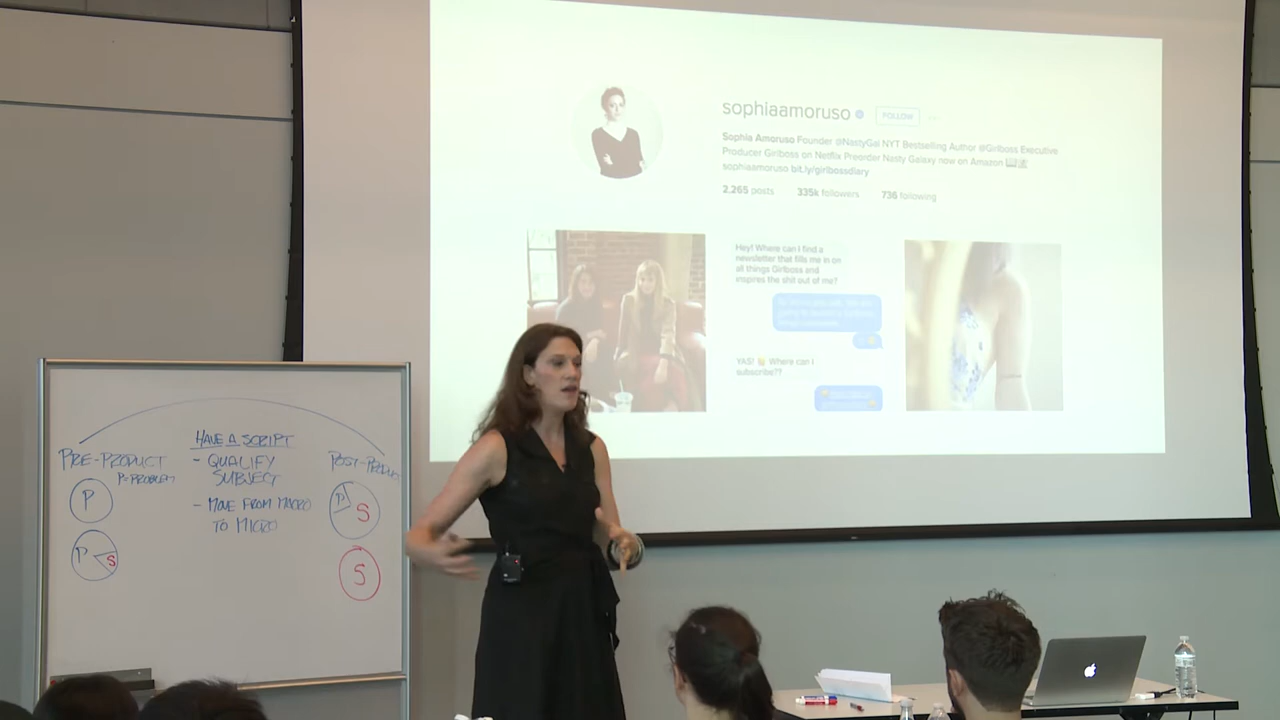 sophiaamoruso
FOLLOW
Sophia Amoruso Founder @NastyGal NYT Bestselling Author @Girlboss Executive
Producer Girlboss on Netflix Preorder Nasty Galaxy now on Amazon
sophiaamoruso bit.ly/girlbossdiary
2,265 posts 335k followers 736 following
Hey! Where can I find a
newsletter that fills me in on
all things Girlboss and
inspires the shit out of me?
YAS! Where can I
subscribe??
HAVE A SCRIPT
PRE-PRODUCT
P=PROBLEM
- QUALIFY
SUBJECT
- MOVE FROM MACRO
TO MICRO
POST-PRODUCT
P
P S
P S
S